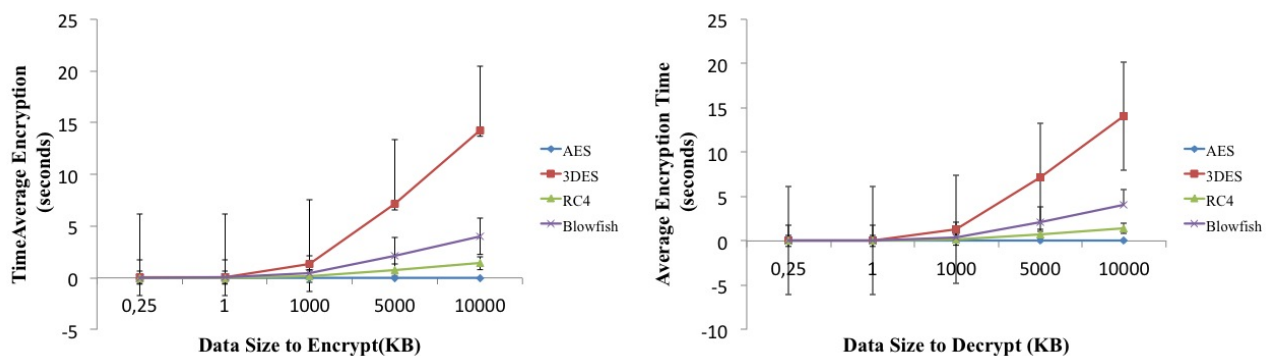 TimeAverage Encryption
(seconds)
25
20
15
10
5
0
-5
0,25 1 1000 5000 10000
Data Size to Encrypt(KB)
AES
3DES
RC4
Blowfish
Average Encryption Time
(seconds)
25
20
15
10
5
0
-5
-10
0,25 1 1000 5000 10000
Data Size to Decrypt (KB)
AES
3DES
RC4
Blowfish